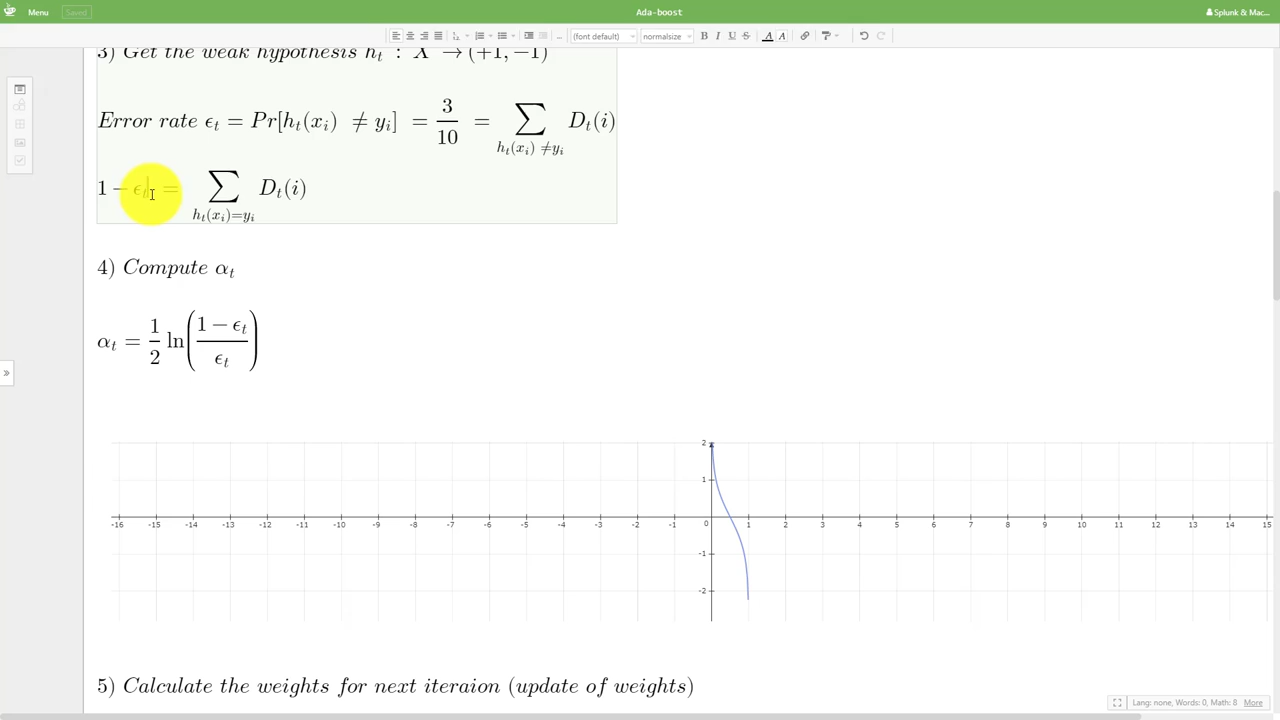 Menu Saved Ada-boost Splunk & Mac...
... (font default) normalsize B I U S A A
3) Get the weak hypothesis h_t : X → (+1, −1)
Error rate ϵ_t = Pr[h_t(x_i) ≠ y_i] = 3/10 = ∑_{h_t(x_i) ≠ y_i} D_t(i)
1 − ϵ_t = ∑_{h_t(x_i)=y_i} D_t(i)
4) Compute α_t
α_t = 1/2 ln((1 − ϵ_t)/ϵ_t)
2
1
-16 -15 -14 -13 -12 -11 -10 -9 -8 -7 -6 -5 -4 -3 -2 -1 0 1 2 3 4 5 6 7 8 9 10 11 12 13 14 15
-1
-2
5) Calculate the weights for next iteraion (update of weights)
Lang: none, Words: 0, Math: 8 More